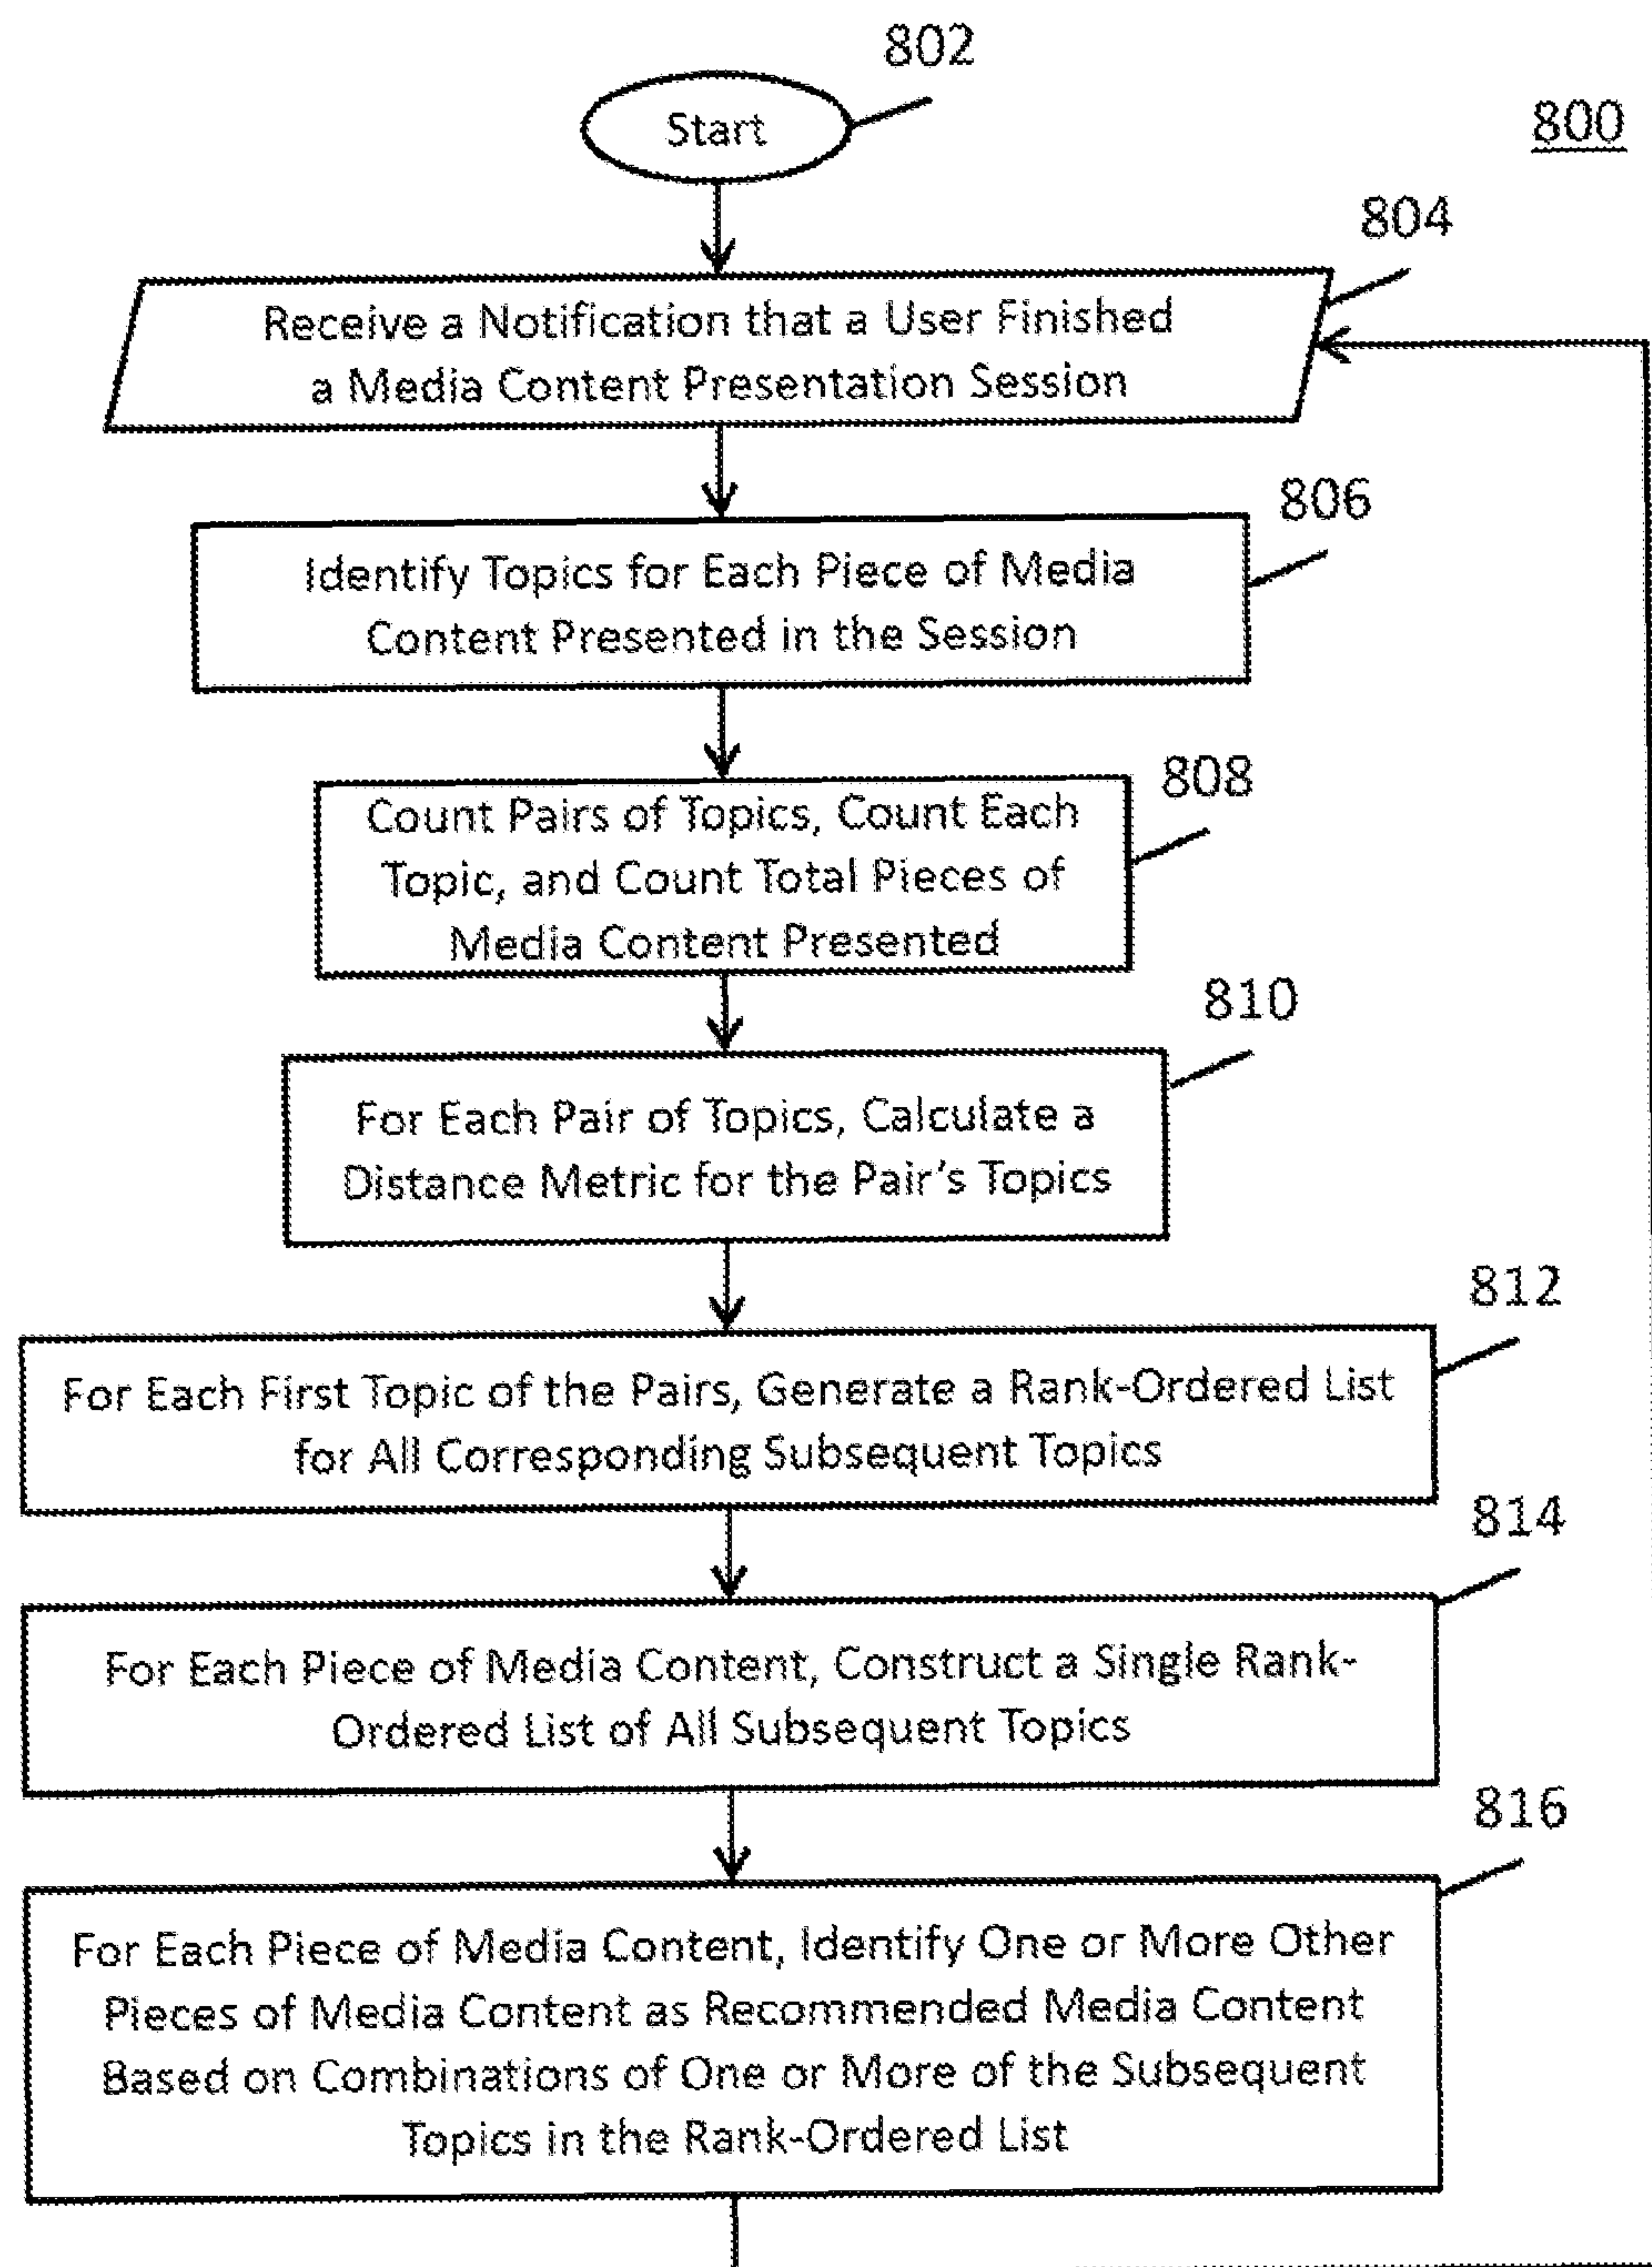 802
Start
800
804
Receive a Notification that a User Finished
a Media Content Presentation Session
806
Identify Topics for Each Piece of Media
Content Presented in the Session
808
Count Pairs of Topics, Count Each
Topic, and Count Total Pieces of
Media Content Presented
810
For Each Pair of Topics, Calculate a
Distance Metric for the Pair's Topics
812
For Each First Topic of the Pairs, Generate a Rank-Ordered List
for All Corresponding Subsequent Topics
814
For Each Piece of Media Content, Construct a Single Rank-
Ordered List of All Subsequent Topics
816
For Each Piece of Media Content, Identify One or More Other
Pieces of Media Content as Recommended Media Content
Based on Combinations of One or More of the Subsequent
Topics in the Rank-Ordered List